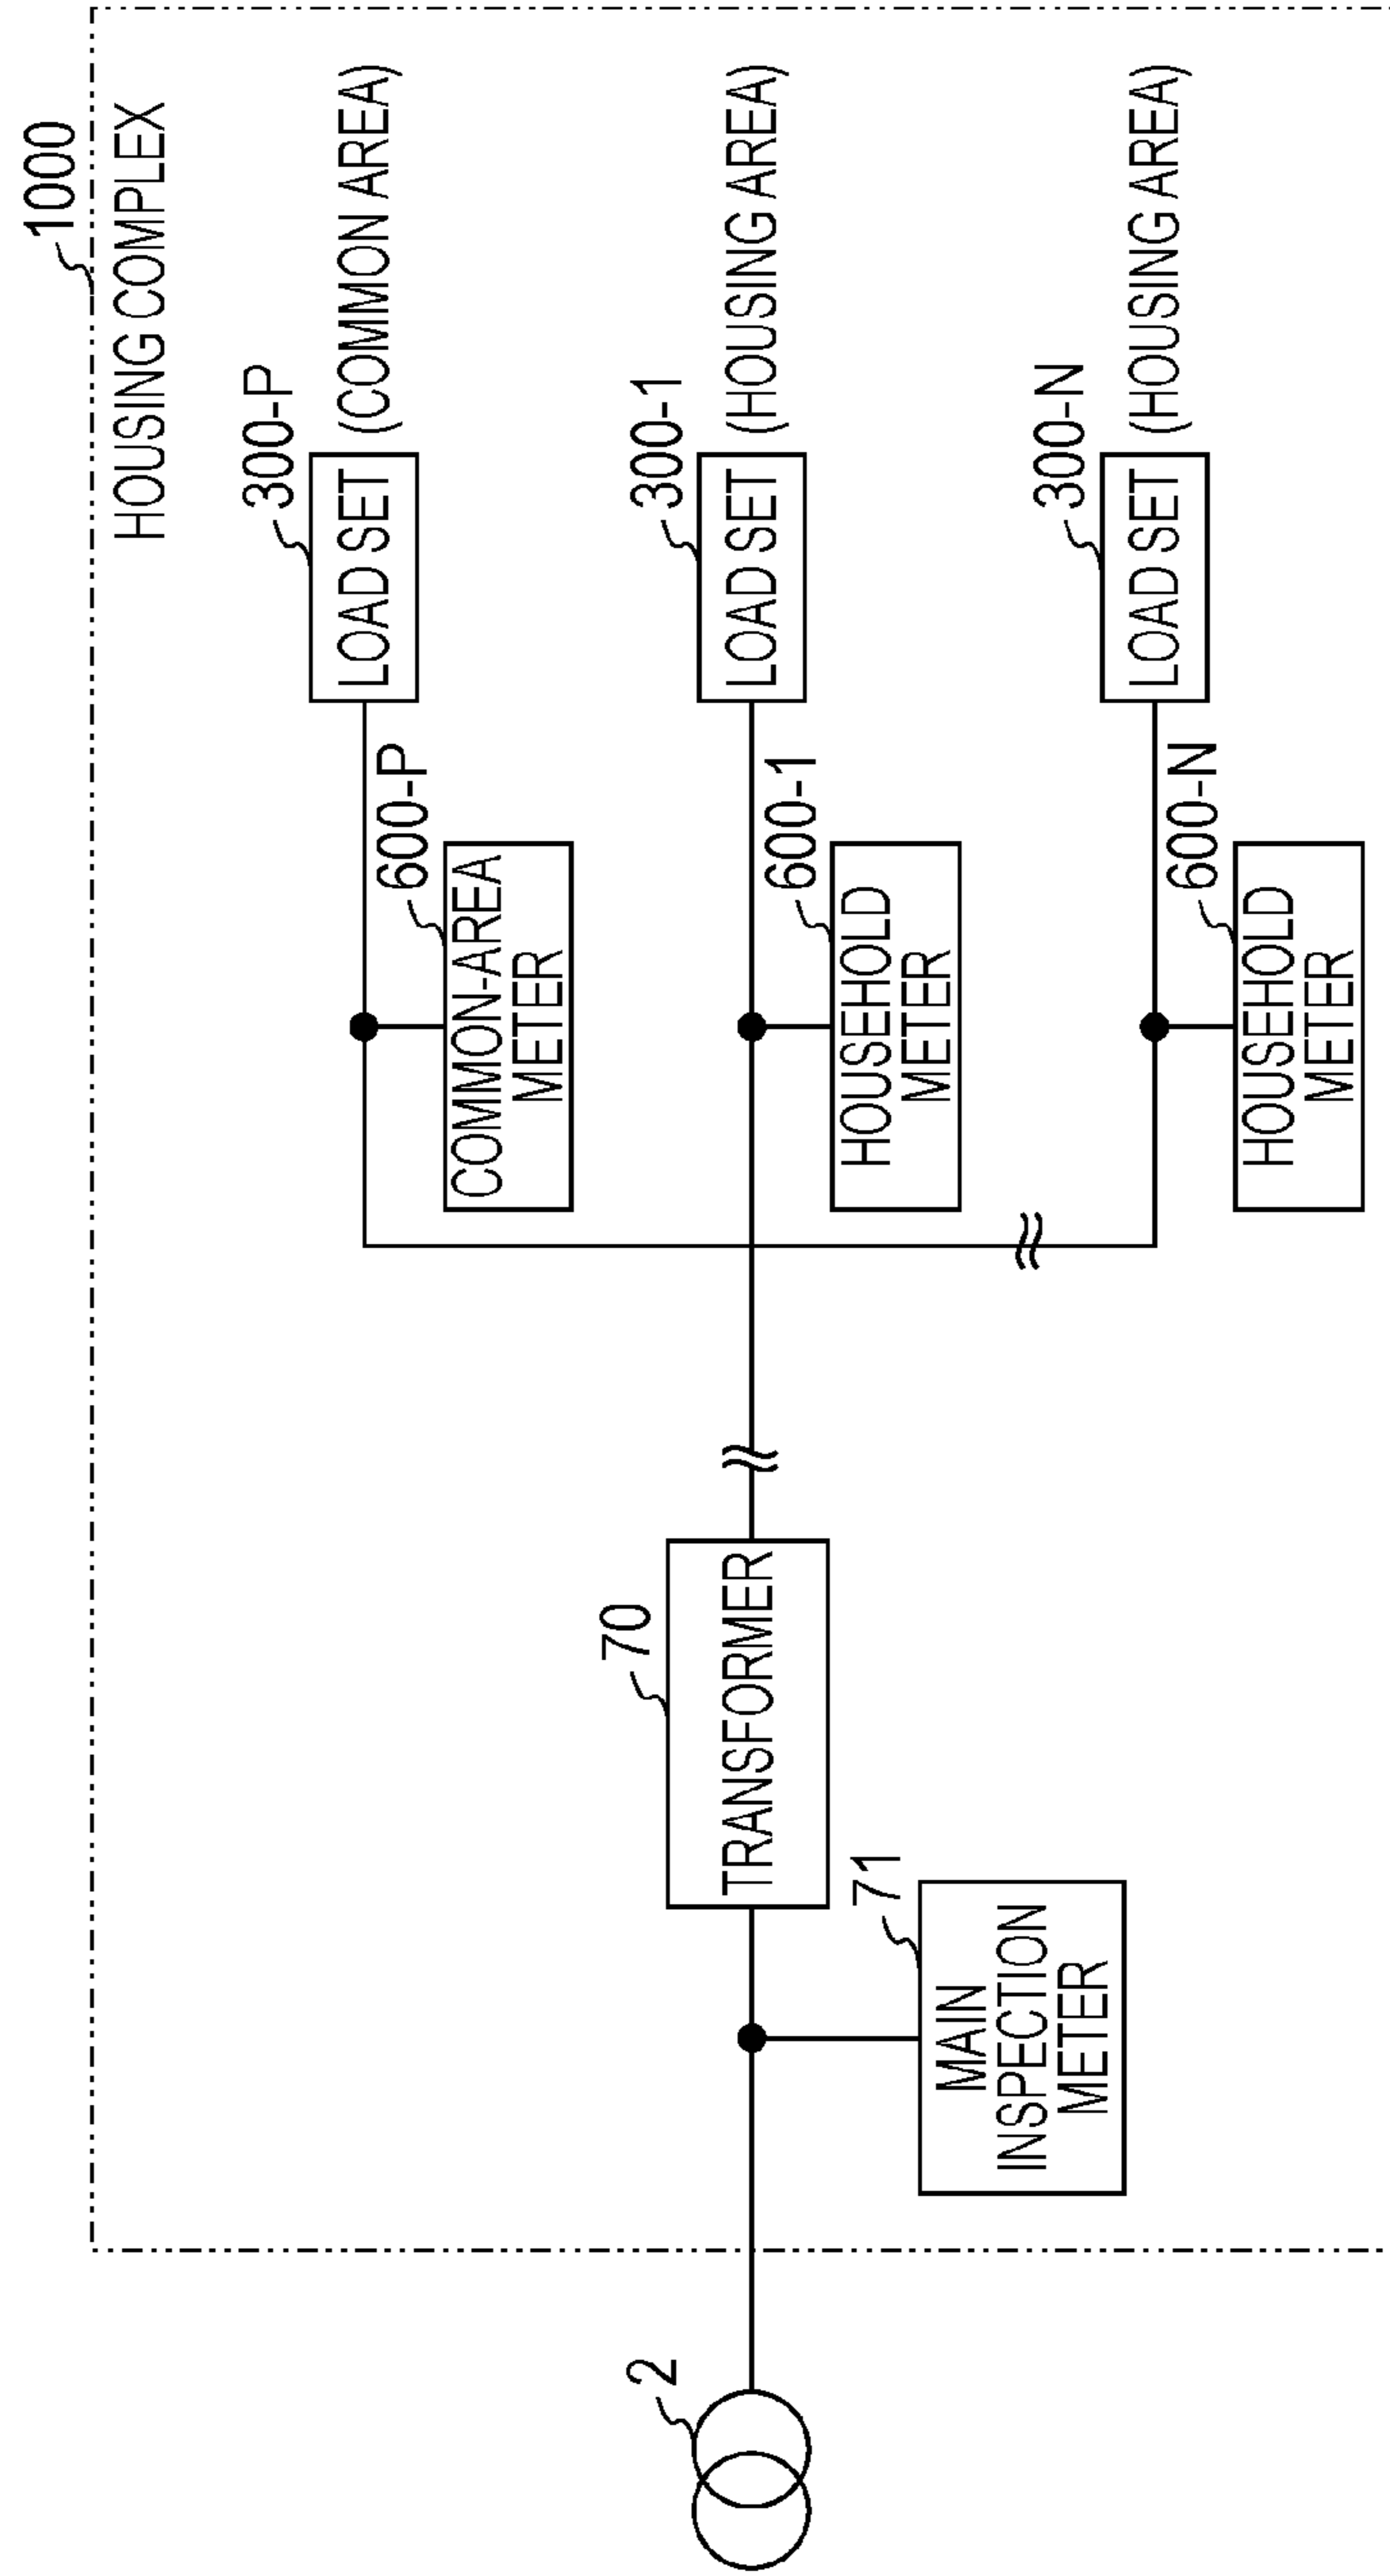 1000
HOUSING COMPLEX
300-P
LOAD SET
(COMMON AREA)
600-P
COMMON-AREA
METER
300-1
LOAD SET
(HOUSING AREA)
600-1
HOUSEHOLD
METER
300-N
LOAD SET
(HOUSING AREA)
600-N
HOUSEHOLD
METER
70
TRANSFORMER
71
MAIN
INSPECTION
METER
2